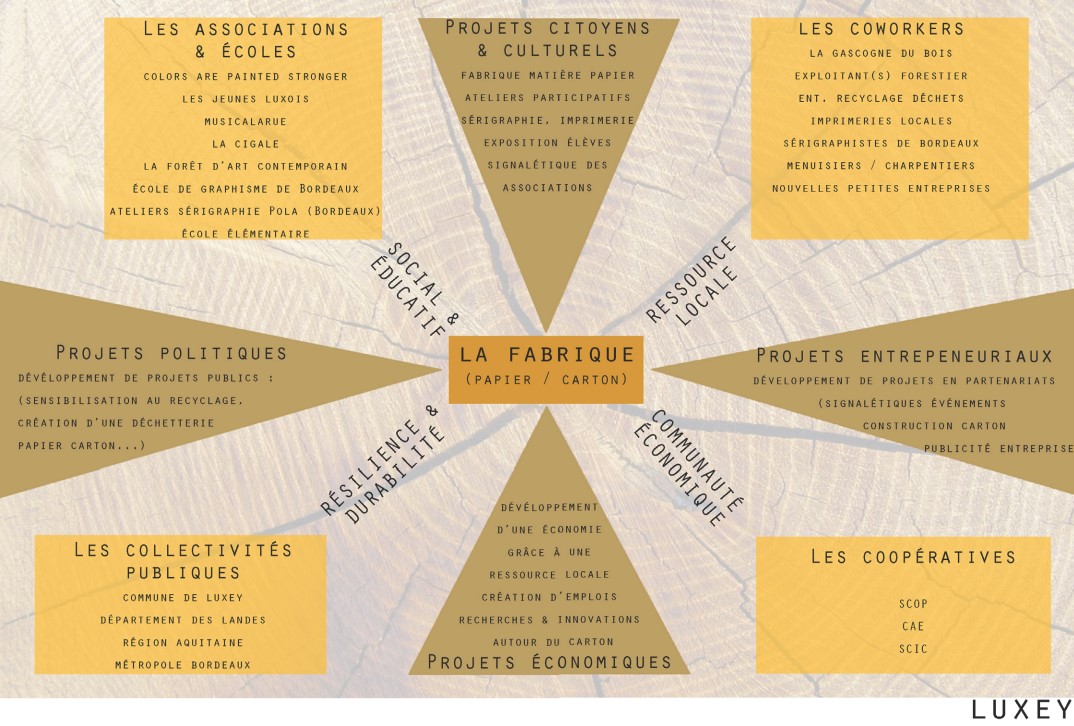 Les associations
& écoles
colors are painted stronger
les jeunes luxois
musicalarue
la cigale
la forêt d'art contemporain
école de graphisme de Bordeaux
ateliers sérigraphie Pola (Bordeaux)
école élémentaire
Projets citoyens
& culturels
fabrique matière papier
ateliers participatifs
sérigraphie, imprimerie
exposition élèves
signalétique des
associations
Les coworkers
la gascogne du bois
exploitant(s) forestier
ent. recyclage déchets
imprimeries locales
sérigraphistes de bordeaux
menuisiers / charpentiers
nouvelles petites entreprises
social &
éducatif
ressource
locale
Projets politiques
dévéloppement de projets publics :
(sensibilisation au recyclage,
création d'une déchetterie
papier carton...)
la fabrique
(papier / carton)
Projets entrepeneuriaux
développement de projets en partenariats
(signalétiques événements
construction carton
publicité entreprise
résilience &
durabilité
communauté
économique
dévéloppement
d'une économie
grâce à une
ressource locale
création d'emplois
recherches & innovations
autour du carton
Projets économiques
Les collectivités
publiques
commune de luxey
département des landes
région aquitaine
métropole bordeaux
Les coopératives
scop
cae
scic
LUXEY